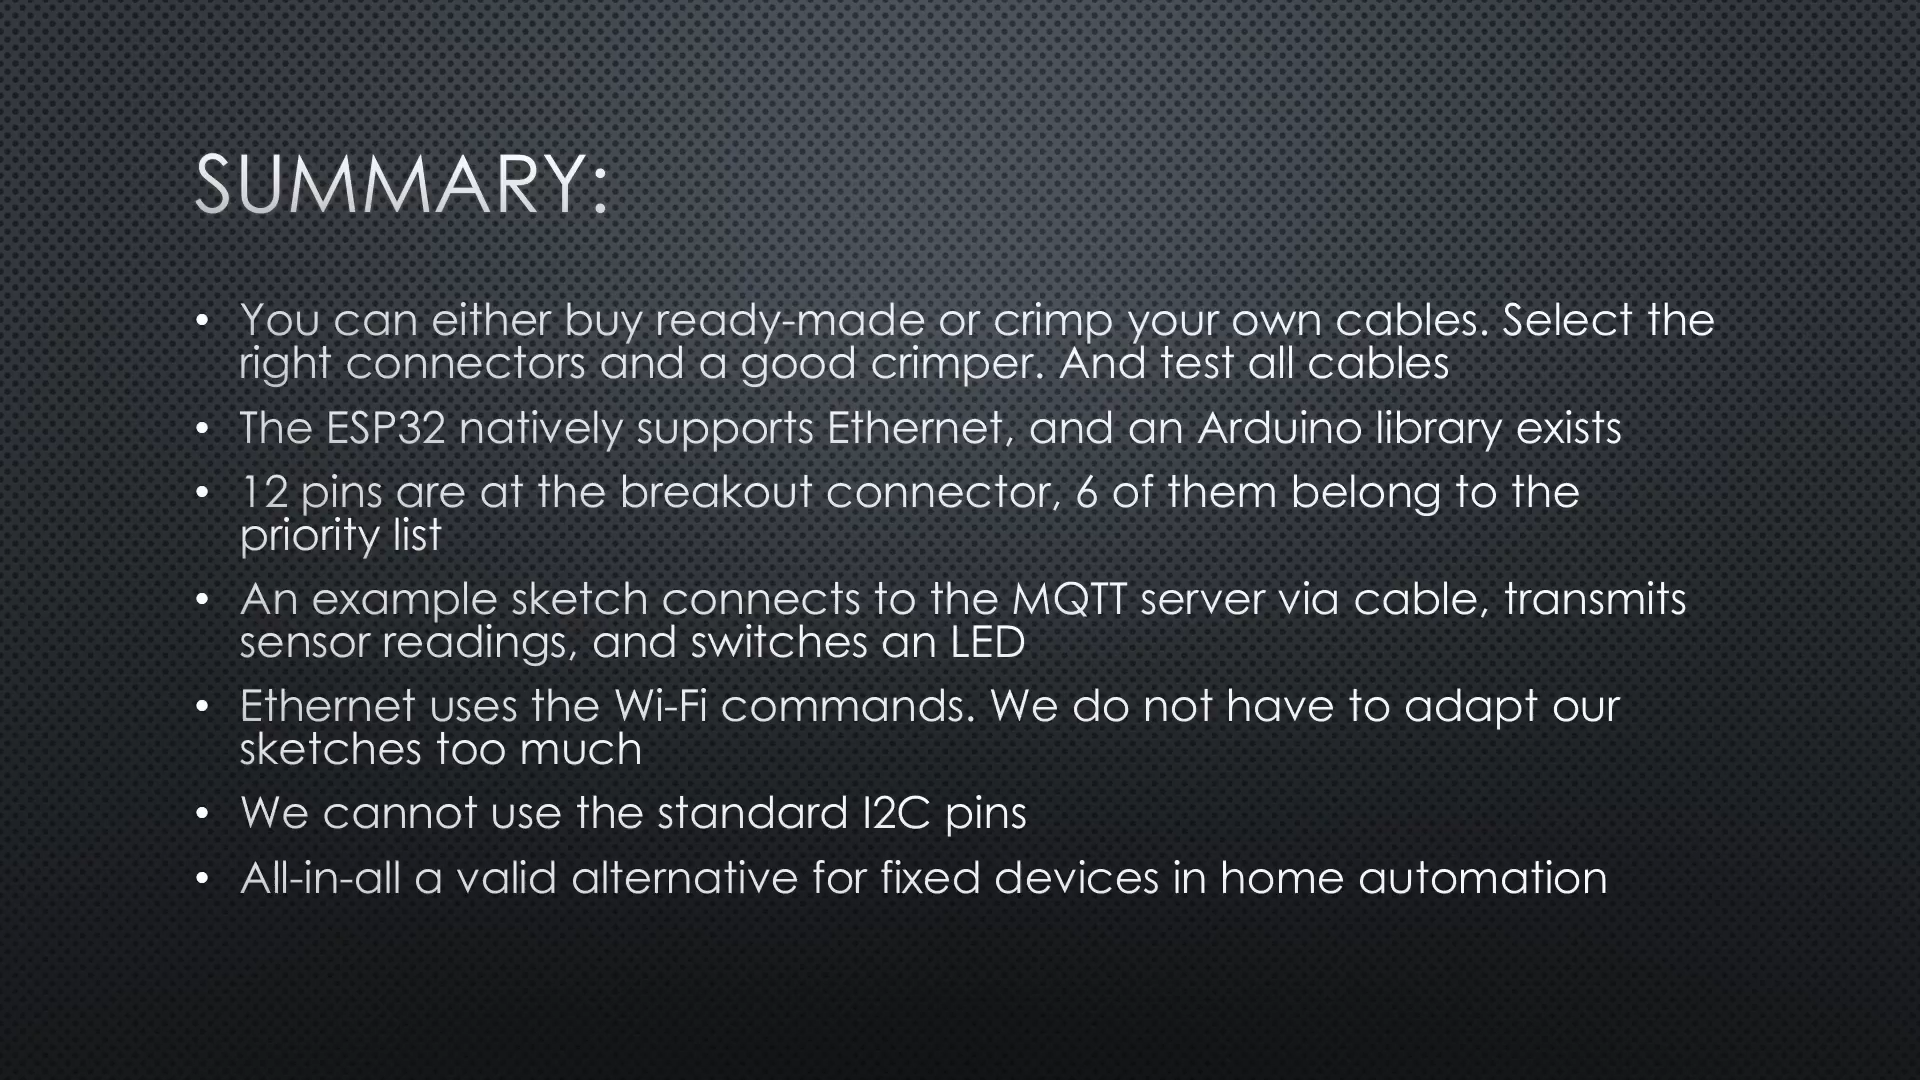 SUMMARY:
• You can either buy ready-made or crimp your own cables. Select the
right connectors and a good crimper. And test all cables
• The ESP32 natively supports Ethernet, and an Arduino library exists
• 12 pins are at the breakout connector, 6 of them belong to the
priority list
• An example sketch connects to the MQTT server via cable, transmits
sensor readings, and switches an LED
• Ethernet uses the Wi-Fi commands. We do not have to adapt our
sketches too much
• We cannot use the standard I2C pins
• All-in-all a valid alternative for fixed devices in home automation